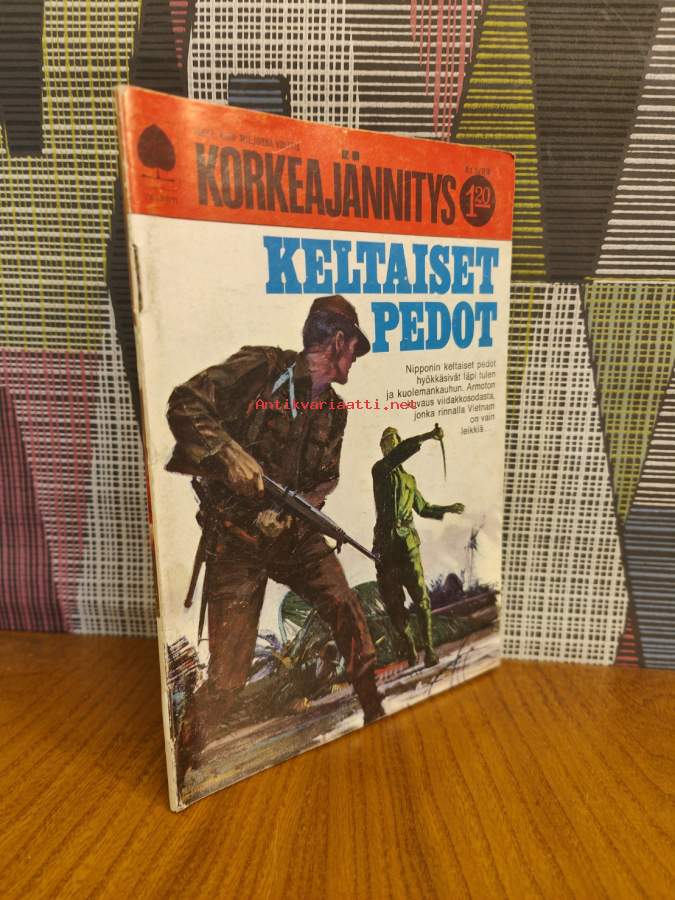 KORKEAJÄNNITYS
1.20
KELTAISET
PEDOT
Nipponin keltaiset pedot
hyökkäsivät läpi tulen
ja kuolemankauhun. Armoton
kuvaus viidakkosodasta,
jonka rinnalla Vietnam
on vain
leikkiä...
Antikvariaatti.net